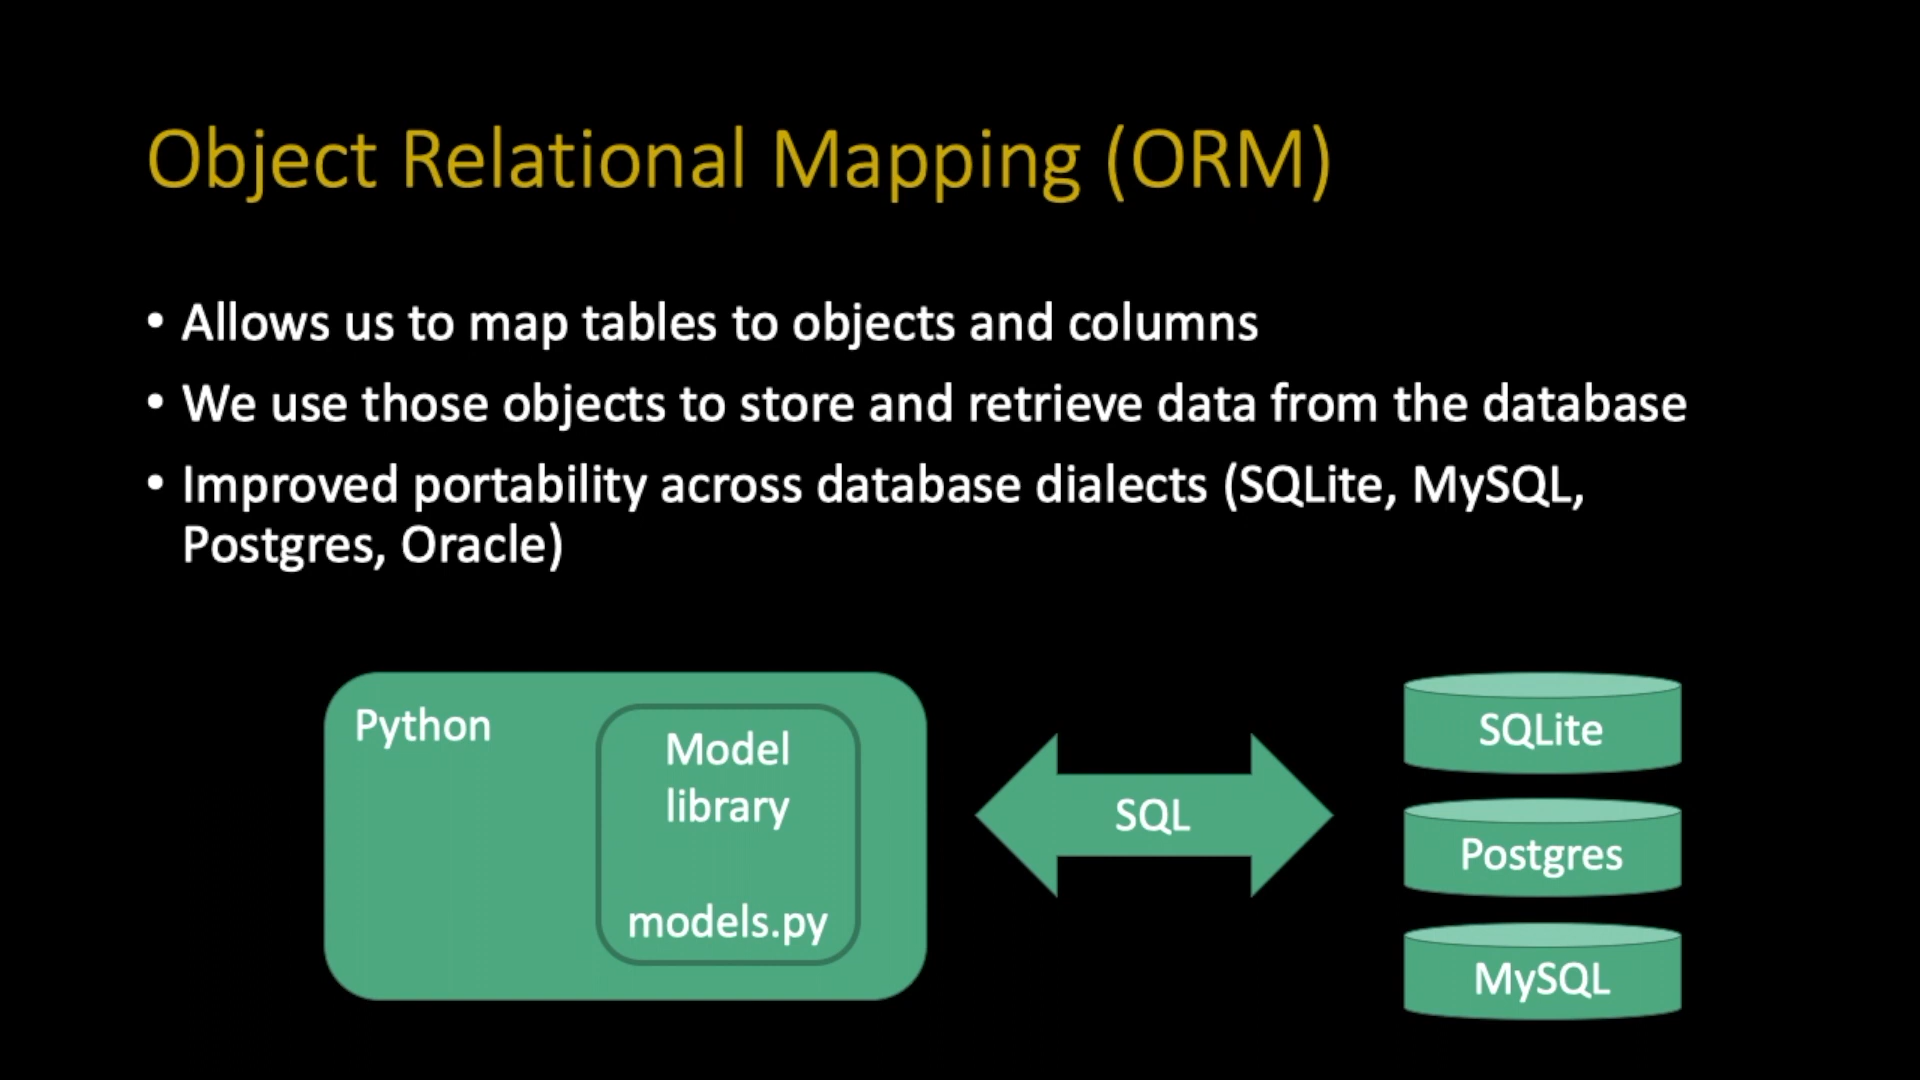 Object Relational Mapping (ORM)
• Allows us to map tables to objects and columns
• We use those objects to store and retrieve data from the database
• Improved portability across database dialects (SQLite, MySQL,
Postgres, Oracle)
Python
Model
library
models.py
SQL
SQLite
Postgres
MySQL